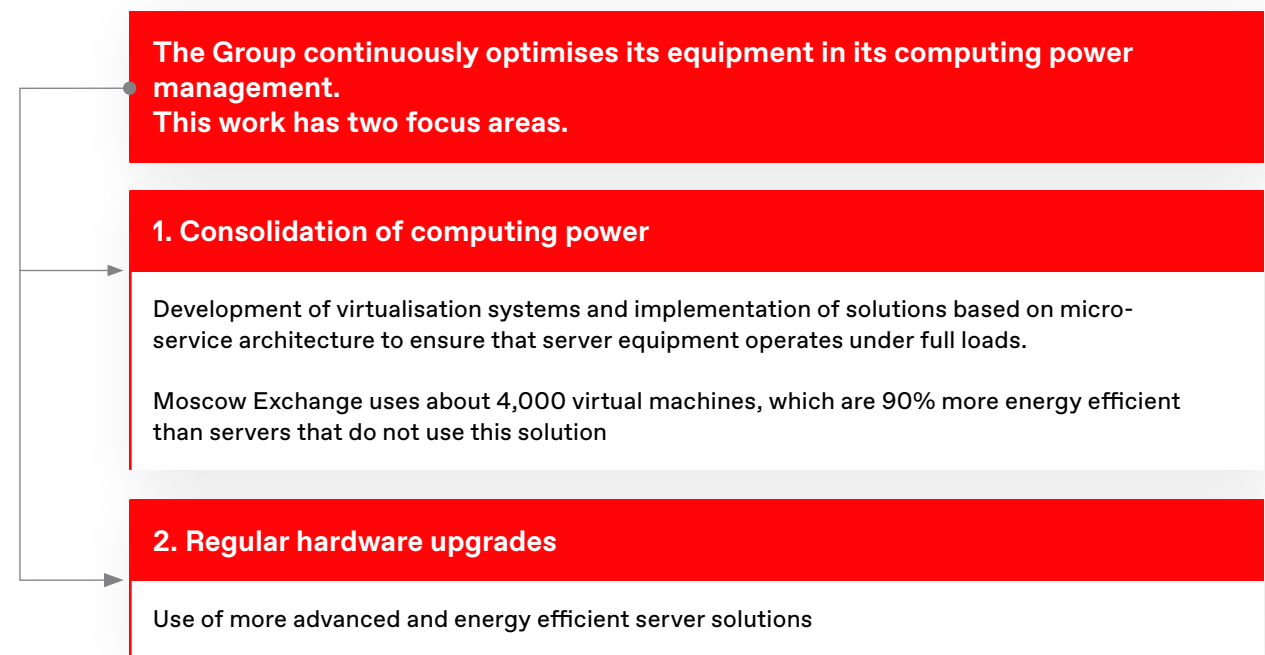 The Group continuously optimises its equipment in its computing power
management.
This work has two focus areas.
1. Consolidation of computing power
Development of virtualisation systems and implementation of solutions based on micro-
service architecture to ensure that server equipment operates under full loads.
Moscow Exchange uses about 4,000 virtual machines, which are 90% more energy efficient
than servers that do not use this solution
2. Regular hardware upgrades
Use of more advanced and energy efficient server solutions